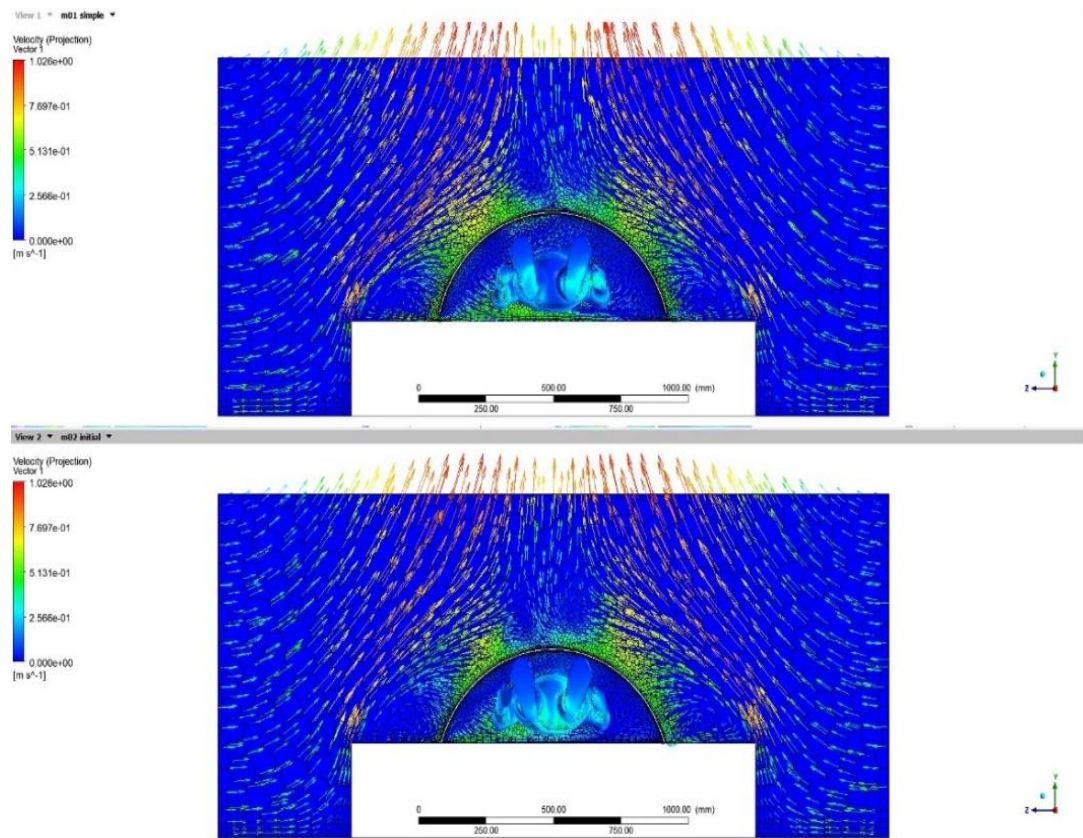 View 1 ▼ m01 simple ▼
Velocity (Projection)
Vector 1
1.026e+00
7.697e-01
5.131e-01
2.566e-01
0.000e+00
[m s^-1]
0 500.00 1000.00 (mm)
250.00 750.00
Y
Z
View 2 ▼ m02 initial ▼
Velocity (Projection)
Vector 1
1.026e+00
7.697e-01
5.131e-01
2.566e-01
0.000e+00
[m s^-1]
0 500.00 1000.00 (mm)
250.00 750.00
Y
Z